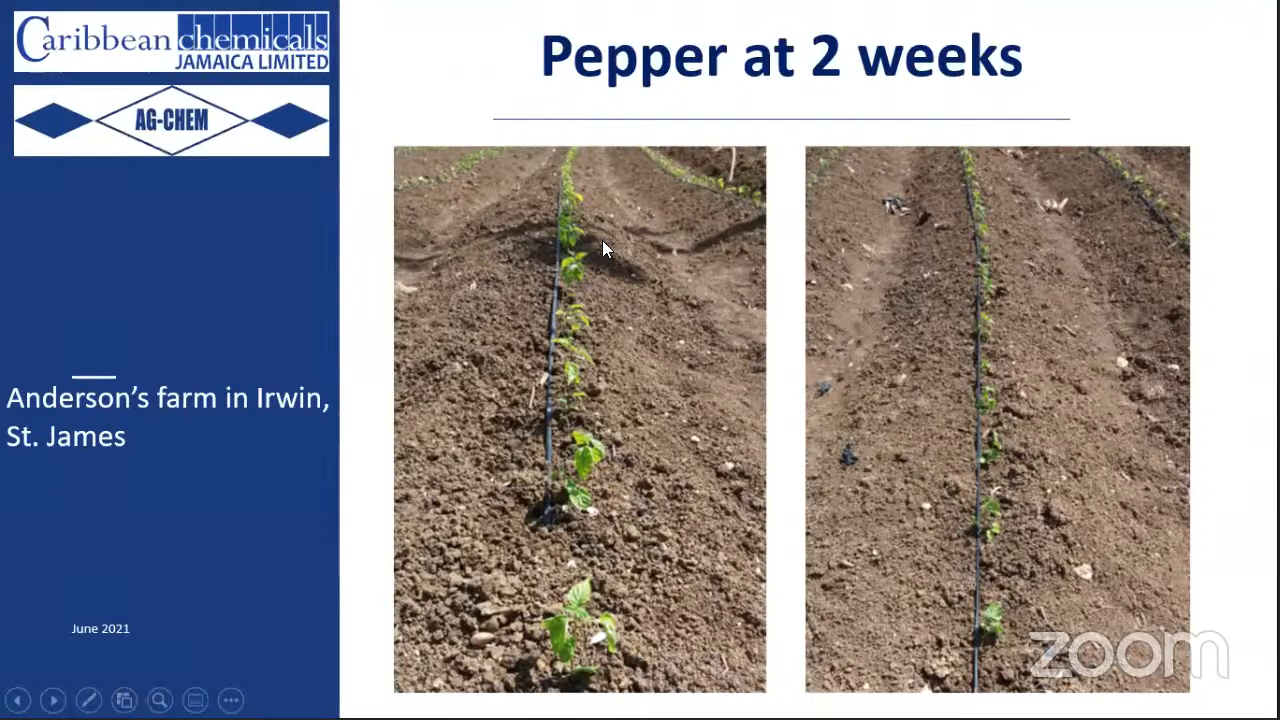 Caribbean chemicals
JAMAICA LIMITED
AG-CHEM
Pepper at 2 weeks
Anderson's farm in Irwin,
St. James
June 2021
zoom